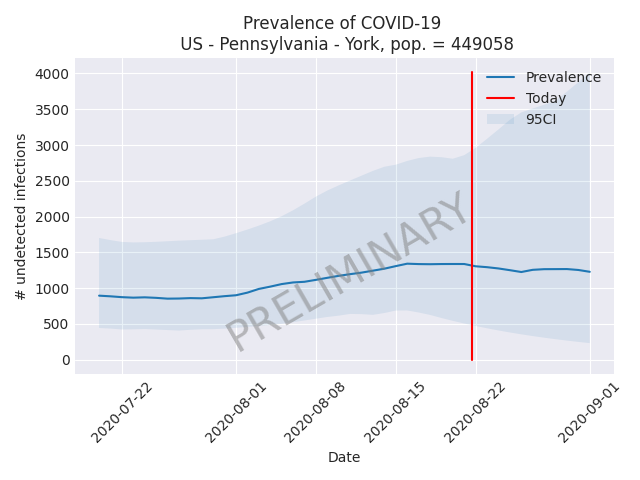 Prevalence of COVID-19
US - Pennsylvania - York, pop. = 449058
# undetected infections
4000
3500
3000
2500
2000
1500
1000
500
0
Prevalence
Today
95CI
PRELIMINARY
2020-07-22
2020-08-01
2020-08-08
2020-08-15
2020-08-22
2020-09-01
Date